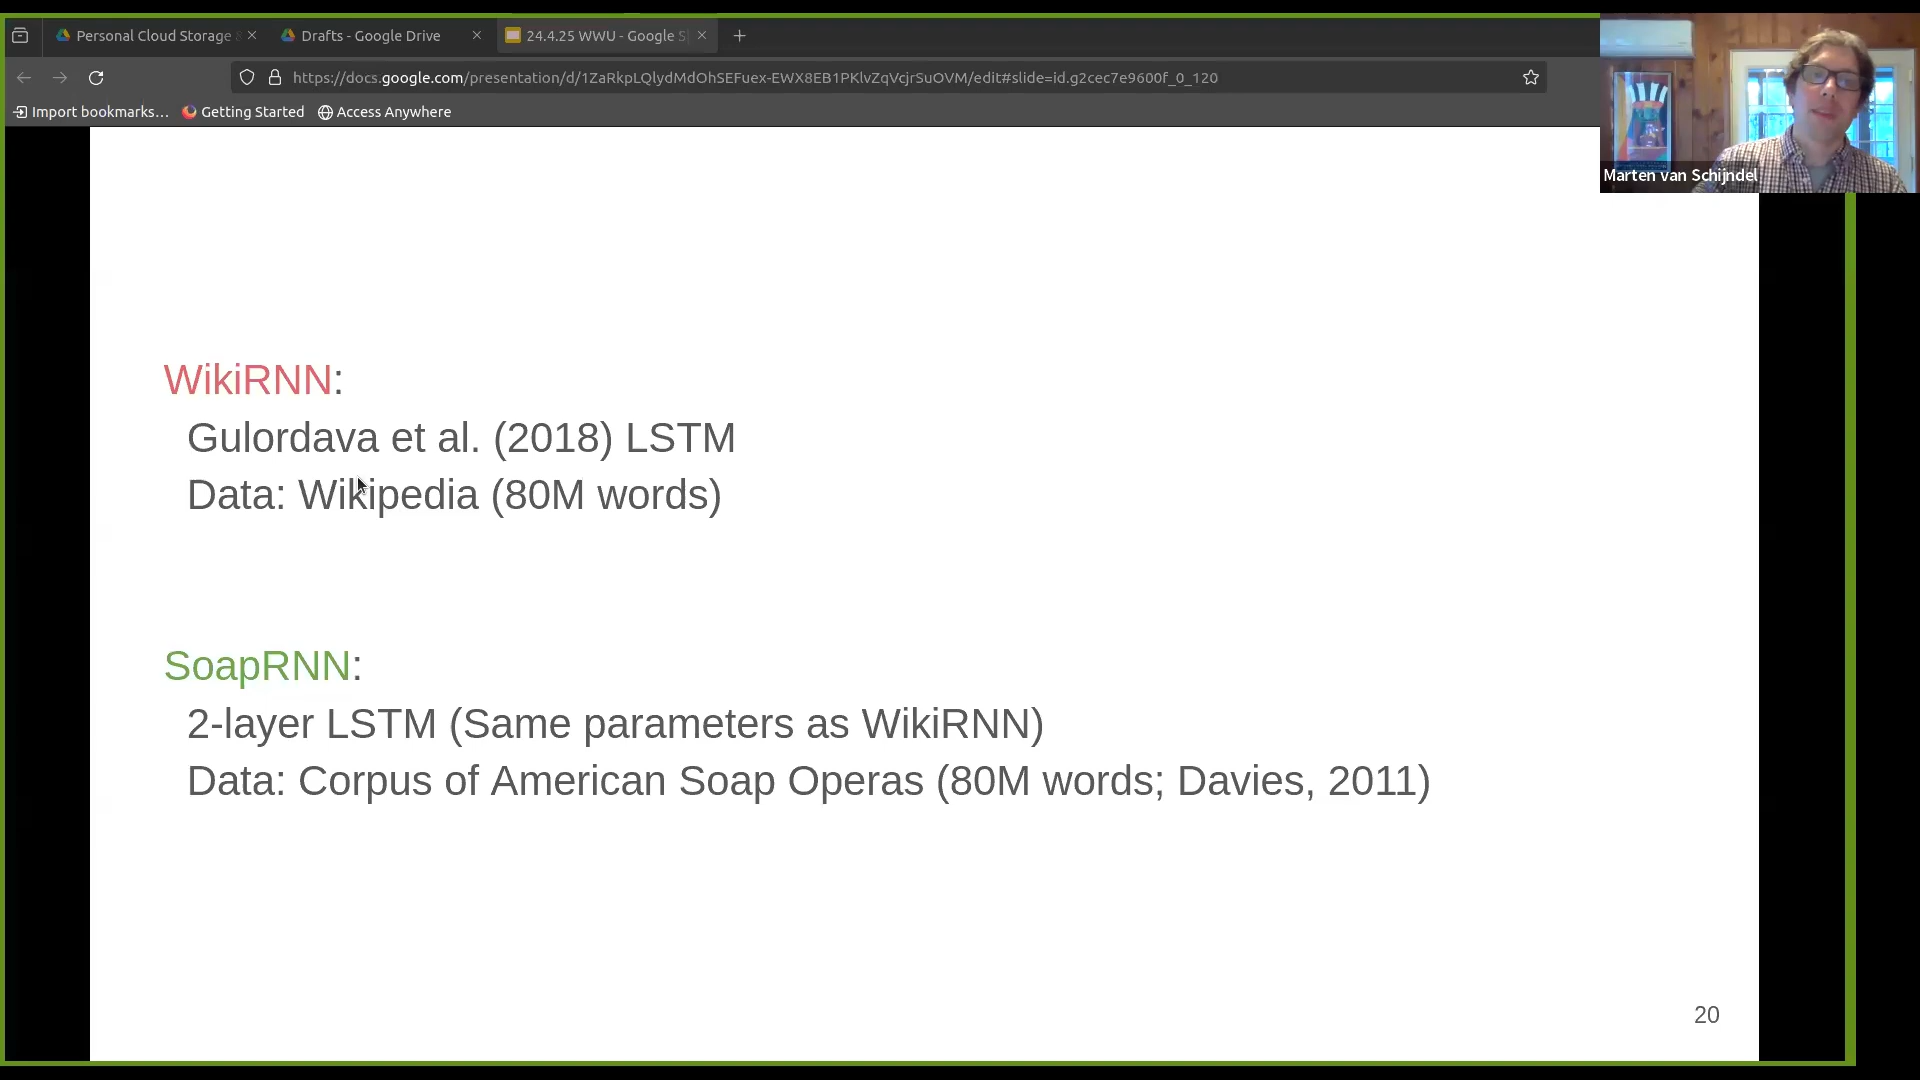 Personal Cloud Storage
Drafts - Google Drive
24.4.25 WWU - Google S
https://docs.google.com/presentation/d/1ZaRkpLQlydMdOhSEFuex-EWX8EB1PKlvZqVcjrSuOVM/edit#slide=id.g2cec7e9600f_0_120
Import bookmarks…
Getting Started
Access Anywhere
Marten van Schijndel
WikiRNN:
Gulordava et al. (2018) LSTM
Data: Wikipedia (80M words)
SoapRNN:
2-layer LSTM (Same parameters as WikiRNN)
Data: Corpus of American Soap Operas (80M words; Davies, 2011)
20